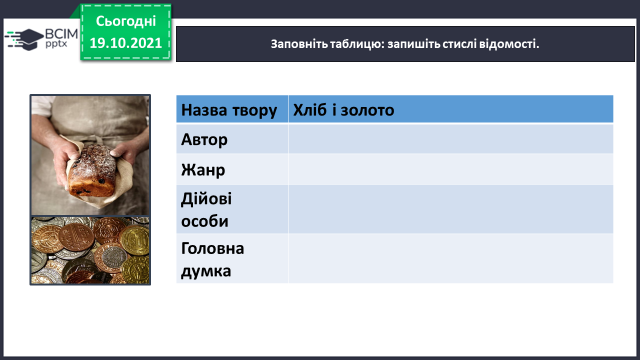 Сьогодні
19.10.2021
BCIM
pptx
Заповніть таблицю: запишіть стислі відомості.
Назва твору Хліб і золото
Автор
Жанр
Дійові
особи
Головна
думка